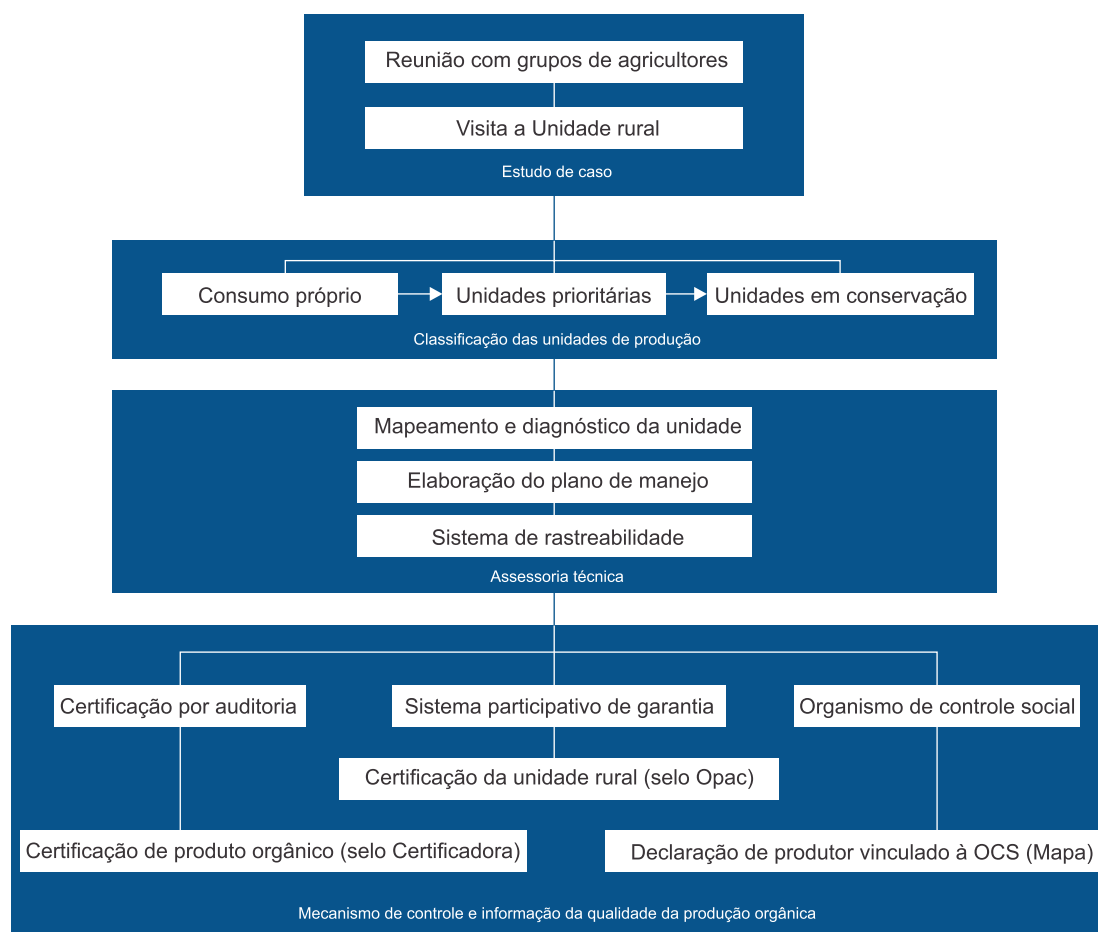 Reunião com grupos de agricultores
Visita a Unidade rural
Estudo de caso
Consumo próprio
Unidades prioritárias
Unidades em conservação
Classificação das unidades de produção
Mapeamento e diagnóstico da unidade
Elaboração do plano de manejo
Sistema de rastreabilidade
Assessoria técnica
Certificação por auditoria
Sistema participativo de garantia
Organismo de controle social
Certificação da unidade rural (selo Opac)
Certificação de produto orgânico (selo Certificadora)
Declaração de produtor vinculado à OCS (Mapa)
Mecanismo de controle e informação da qualidade da produção orgânica